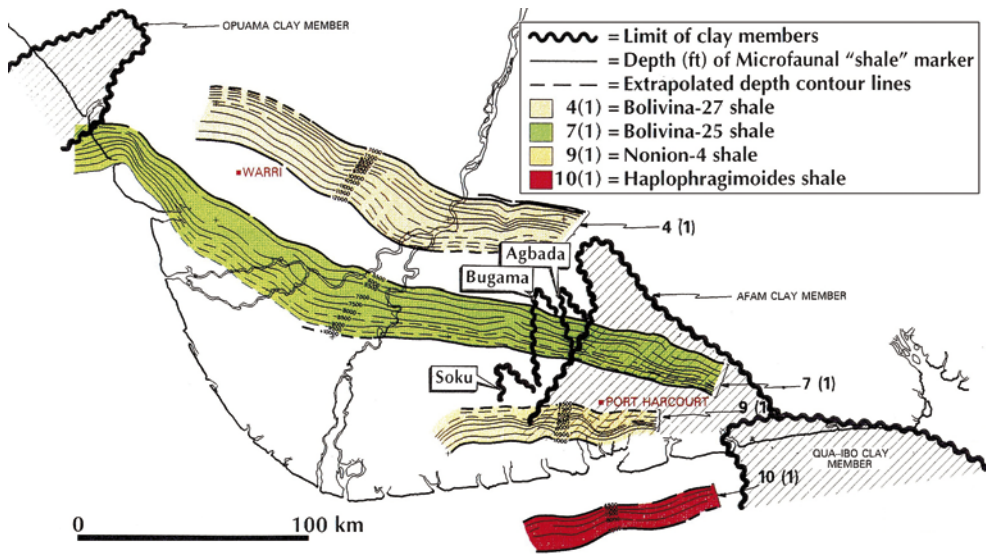 OPUAMA CLAY MEMBER
= Limit of clay members
= Depth (ft) of Microfaunal "shale" marker
= Extrapolated depth contour lines
4(1) = Bolivina-27 shale
7(1) = Bolivina-25 shale
9(1) = Nonion-4 shale
10(1) = Haplophragimoides shale
WARRI
4 (1)
Agbada
Bugama
AFAM CLAY MEMBER
Soku
7 (1)
PORT HARCOURT
9 (1
QUA-IBO CLAY
MEMBER
10 (1)
0
100 km